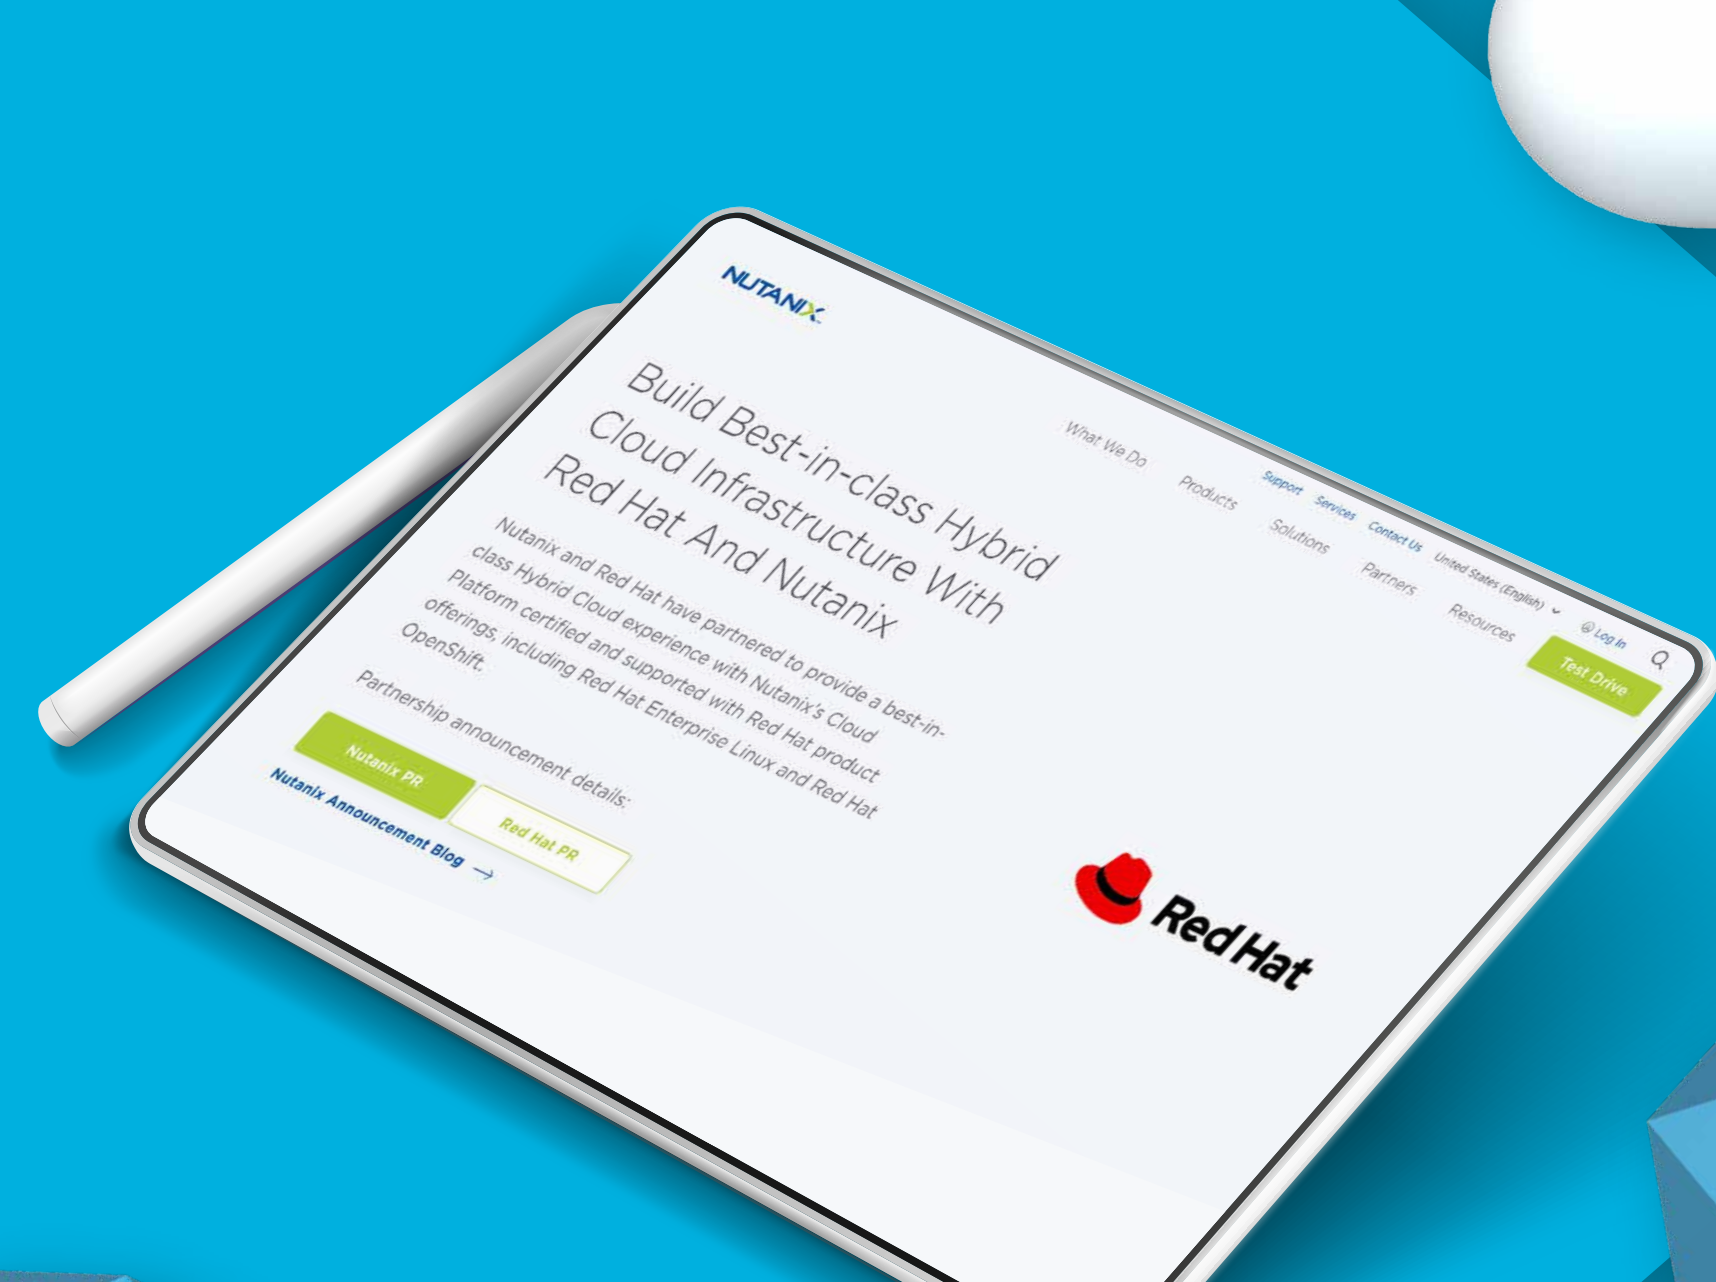 NUTANIX
Support Services Contact Us United States (English) Log In
What We Do Products Solutions Partners Resources Test Drive
Build Best-in-class Hybrid
Cloud Infrastructure With
Red Hat And Nutanix
Nutanix and Red Hat have partnered to provide a best-in-
class Hybrid Cloud experience with Nutanix's Cloud
Platform certified and supported with Red Hat product
offerings, including Red Hat Enterprise Linux and Red Hat
OpenShift.
Partnership announcement details:
Nutanix PR Red Hat PR
Nutanix Announcement Blog →
Red Hat